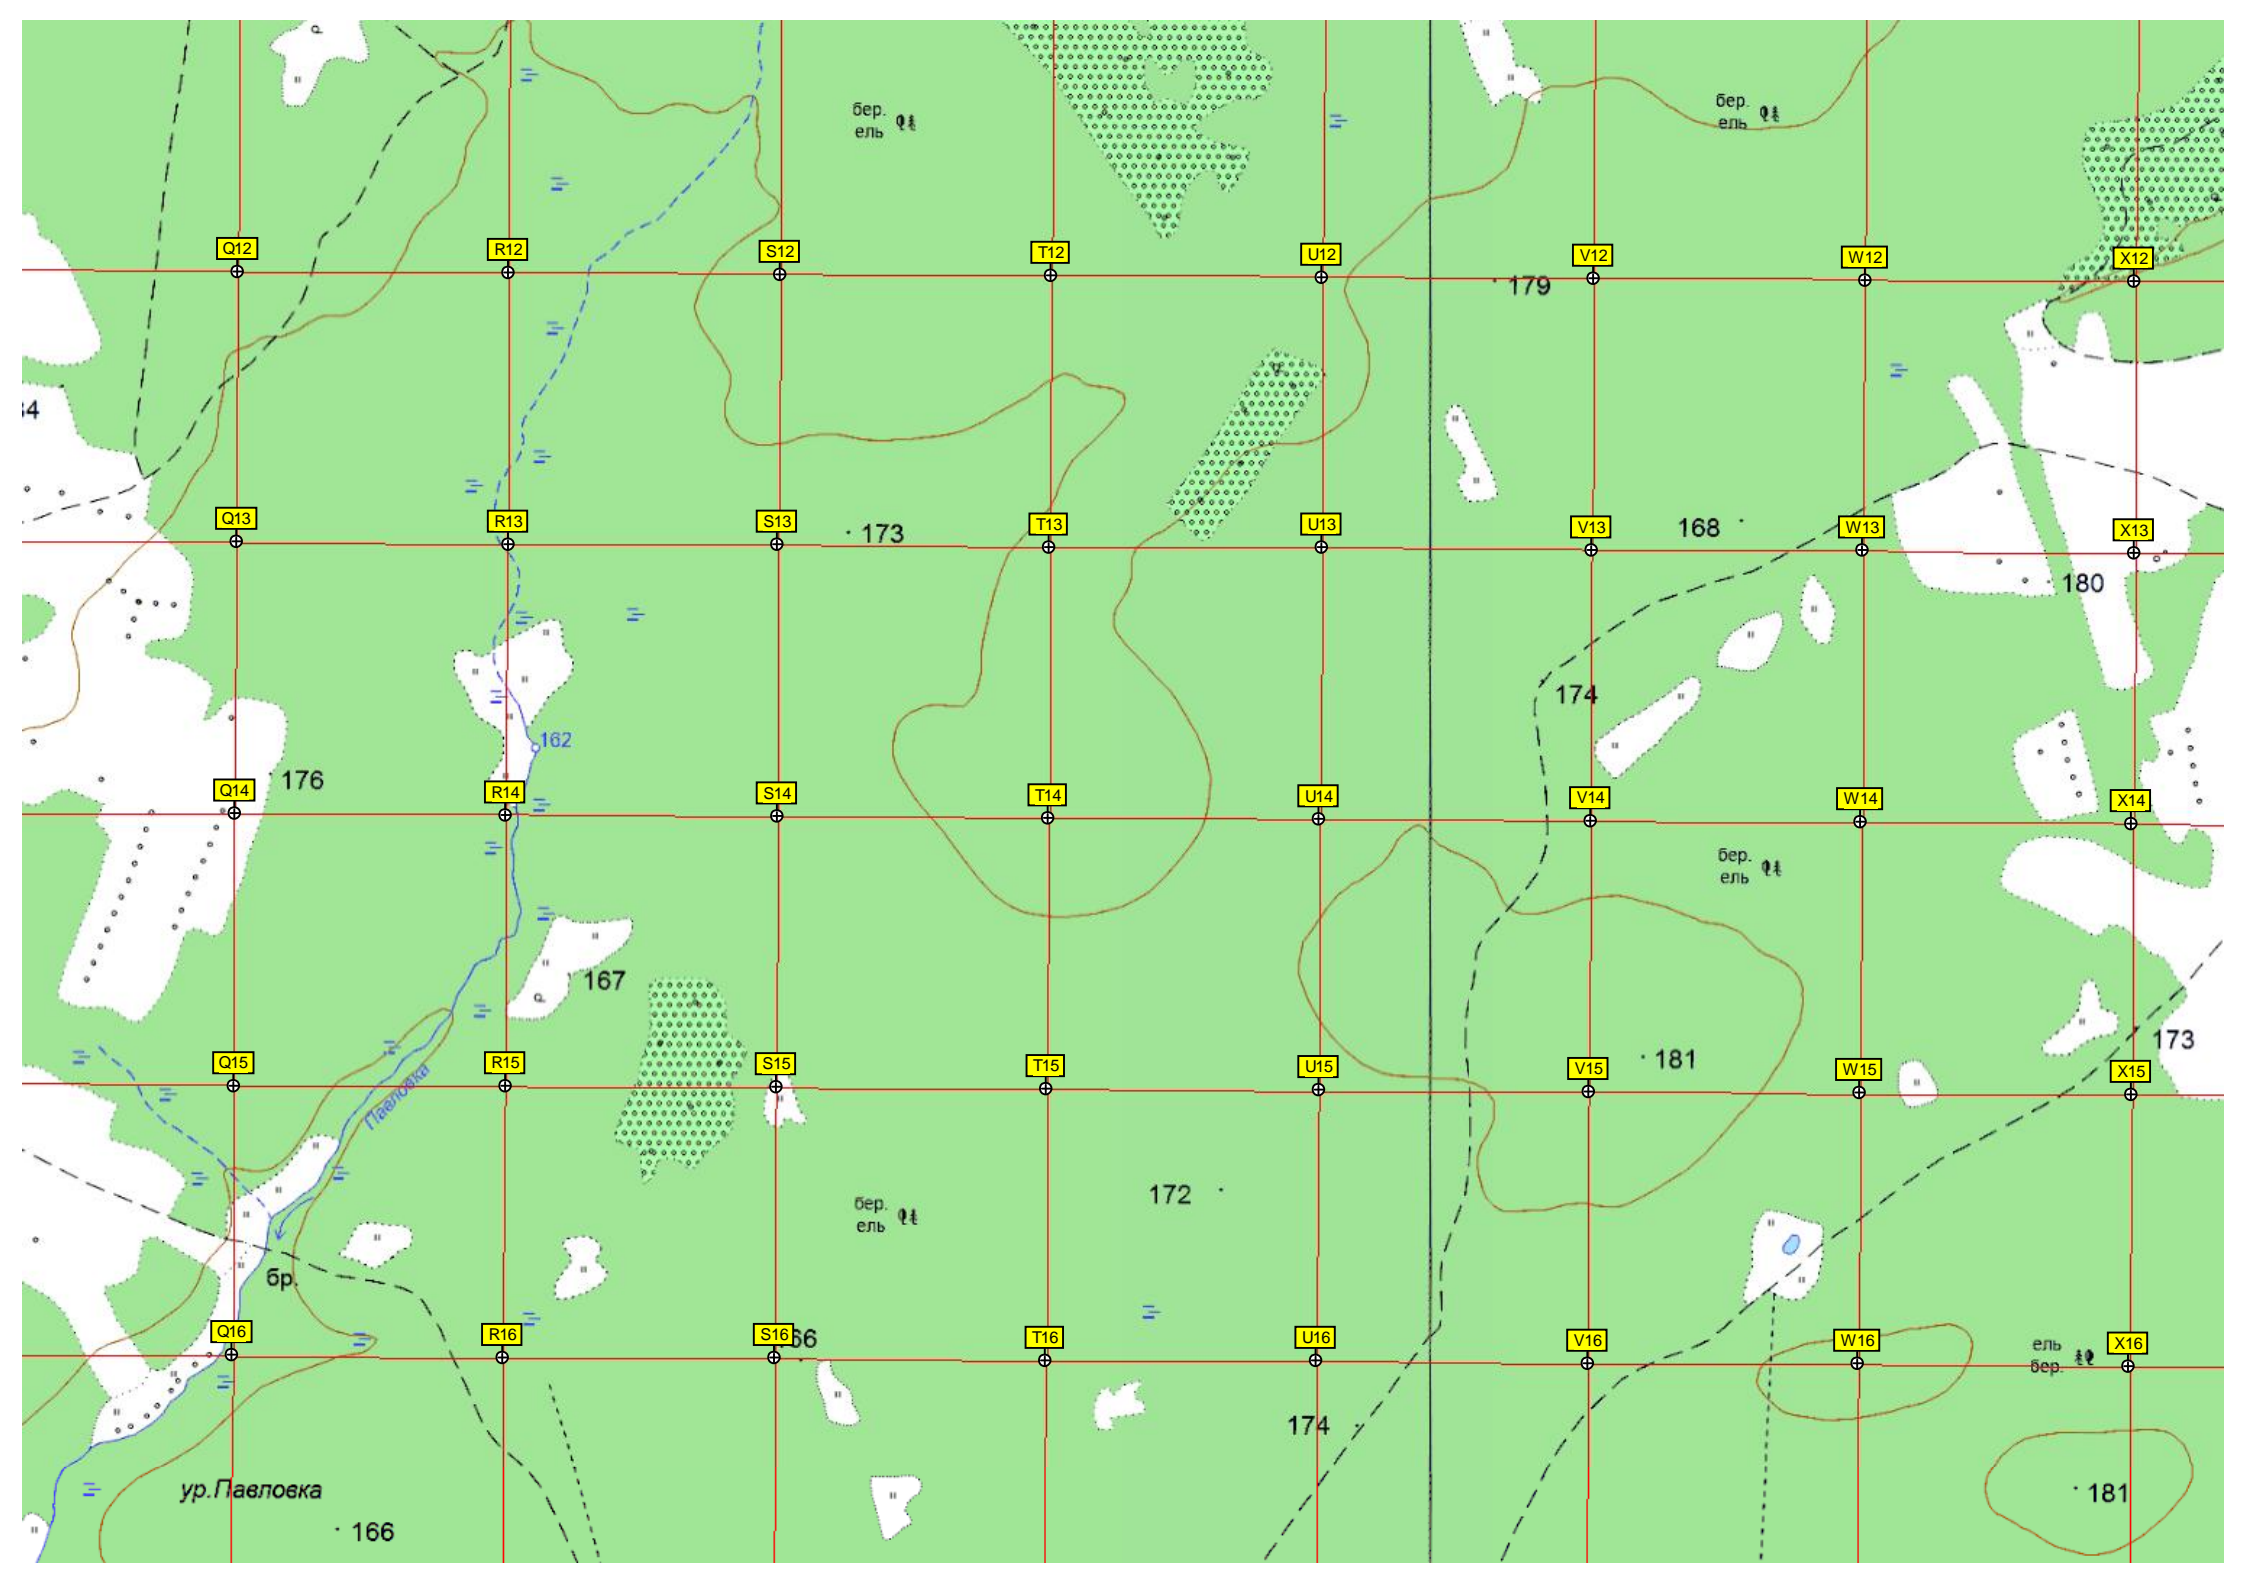 бер.
ель
бер.
ель
Q12
R12
S12
T12
U12
V12
W12
X12
179
Q13
R13
S13
T13
U13
V13
W13
X13
173
168
180
174
162
176
Q14
R14
S14
T14
U14
V14
W14
X14
бер.
ель
167
173
181
Q15
R15
S15
T15
U15
V15
W15
X15
Павловка
172
бер.
ель
бр.
Q16
R16
S16
66
T16
U16
V16
W16
X16
ель
бер.
174
ур.Павловка
181
166